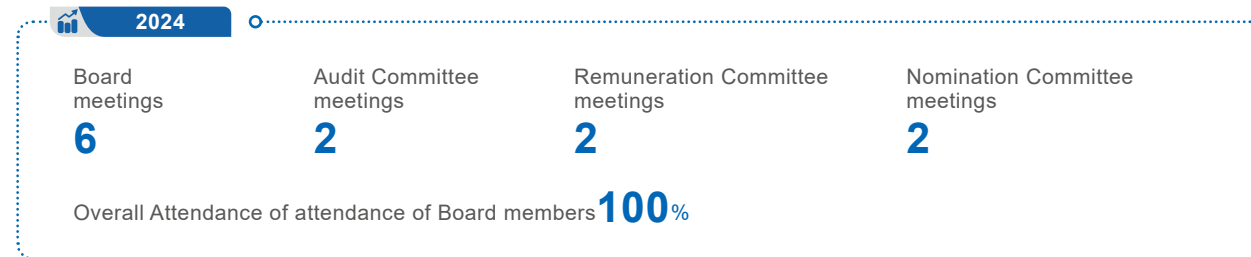 2024
Board
meetings
6
Audit Committee
meetings
2
Remuneration Committee
meetings
2
Nomination Committee
meetings
2
Overall Attendance of attendance of Board members 100%